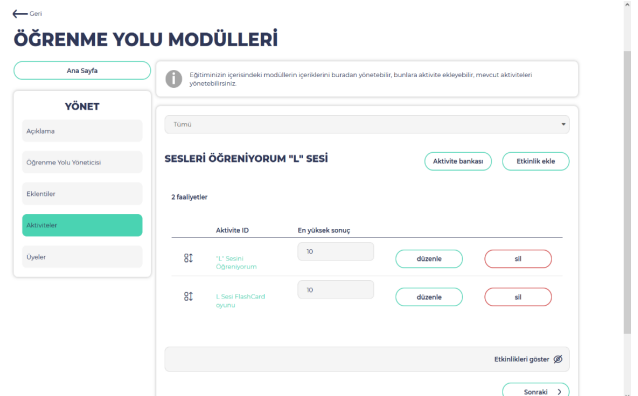 Geri
ÖĞRENME YOLU MODÜLLERİ
Ana Sayfa
Eğitiminizin içerisindeki modüllerin içeriklerini buradan yönetebilir, bunlara aktivite ekleyebilir, mevcut aktiviteleri
yönetebilirsiniz.
YÖNET
Açıklama
Öğrenme Yolu Yöneticisi
Eklentiler
Aktiviteler
Üyeler
Tümü
SESLERİ ÖĞRENİYORUM "L" SESİ
Aktivite bankası
Etkinlik ekle
2 faaliyetler
Aktivite ID
En yüksek sonuç
"L" Sesini
Öğreniyorum
10
düzenle
sil
L Sesi FlashCard
oyunu
10
düzenle
sil
Etkinlikleri göster
Sonraki